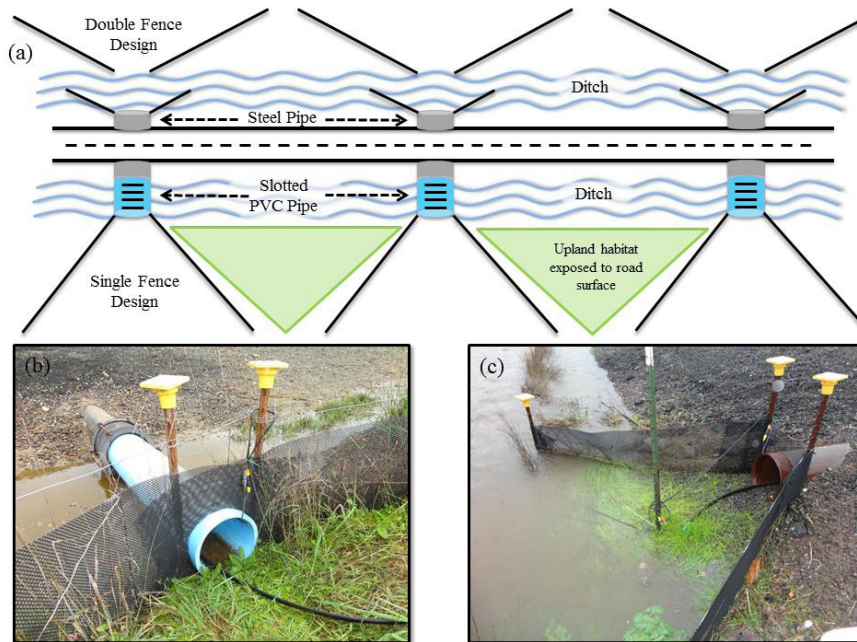 Double Fence
Design
(a)
Ditch
Steel Pipe
Slotted
PVC Pipe
Ditch
Single Fence
Design
Upland habitat
exposed to road
surface
(b)
(c)